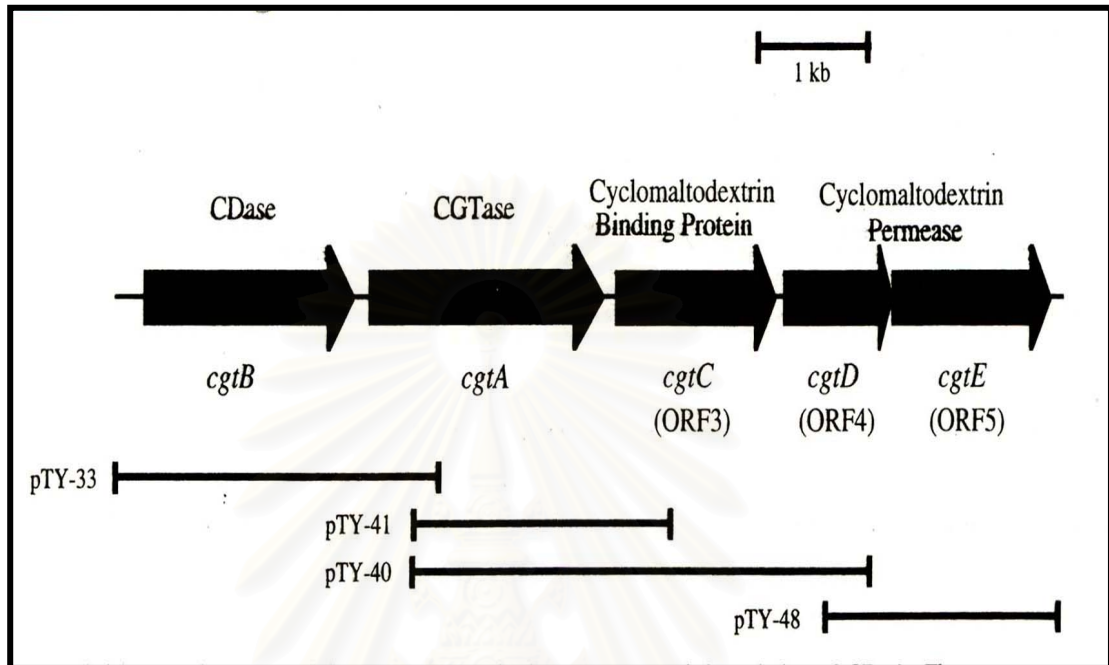 1 kb
CDase
CGTase
Cyclomaltodextrin
Binding Protein
Cyclomaltodextrin
Permease
cgtB
cgtA
cgtC
(ORF3)
cgtD
(ORF4)
cgtE
(ORF5)
pTY-33
pTY-41
pTY-40
pTY-48